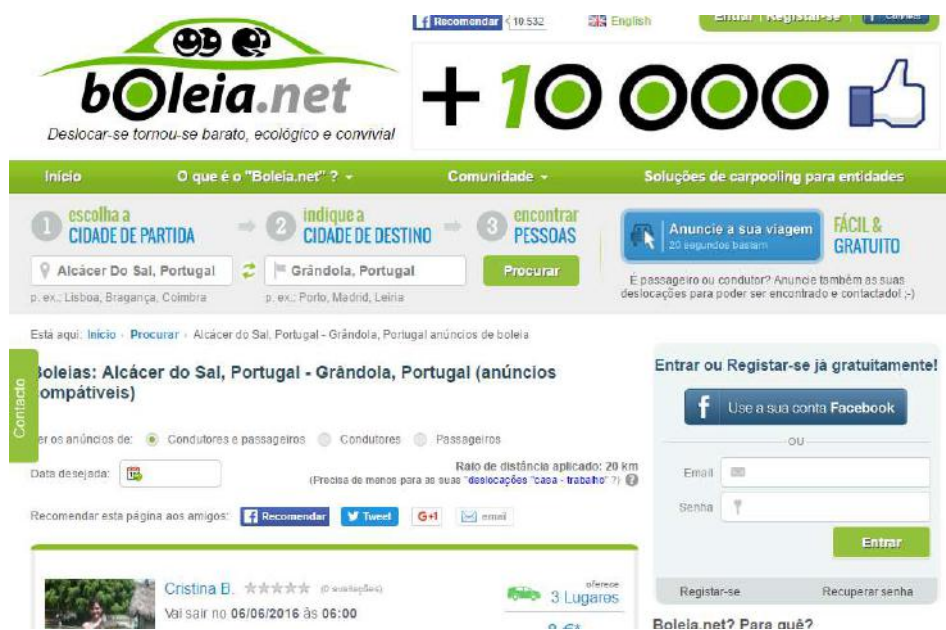 Recomendar 10.532 English Entrar | Registar-se
boleia.net
Deslocar-se tornou-se barato, ecológico e convivial
+10 000
Início O que é o "Boleia.net" ? Comunidade Soluções de carpooling para entidades
1 escolha a CIDADE DE PARTIDA 2 indique a CIDADE DE DESTINO 3 encontrar PESSOAS
Anuncie a sua viagem
20 segundos bastam
FÁCIL & GRATUITO
Alcácer Do Sal, Portugal Grândola, Portugal Procurar
p. ex.: Lisboa, Bragança, Coimbra p. ex.: Porto, Madrid, Leiria
É passageiro ou condutor? Anuncie também as suas
deslocações para poder ser encontrado e contactado! ;-)
Está aqui: Início Procurar Alcácer do Sal, Portugal - Grândola, Portugal anúncios de boleia
Contacto
Boleias: Alcácer do Sal, Portugal - Grândola, Portugal (anúncios
compátiveis)
Ver os anúncios de: Condutores e passageiros Condutores Passageiros
Data desejada:
Raio de distância aplicado: 20 km
(Precisa de menos para as suas "deslocações "casa - trabalho" ?)
Recomendar esta página aos amigos: Recomendar Tweet G+1 email
Cristina B. (0 avaliações)
Vai sair no 06/06/2016 às 06:00
oferece
3 Lugares
Entrar ou Registar-se já gratuitamente!
Use a sua conta Facebook
OU
Email
Senha
Entrar
Registar-se Recuperar senha
Boleia.net? Para quê?